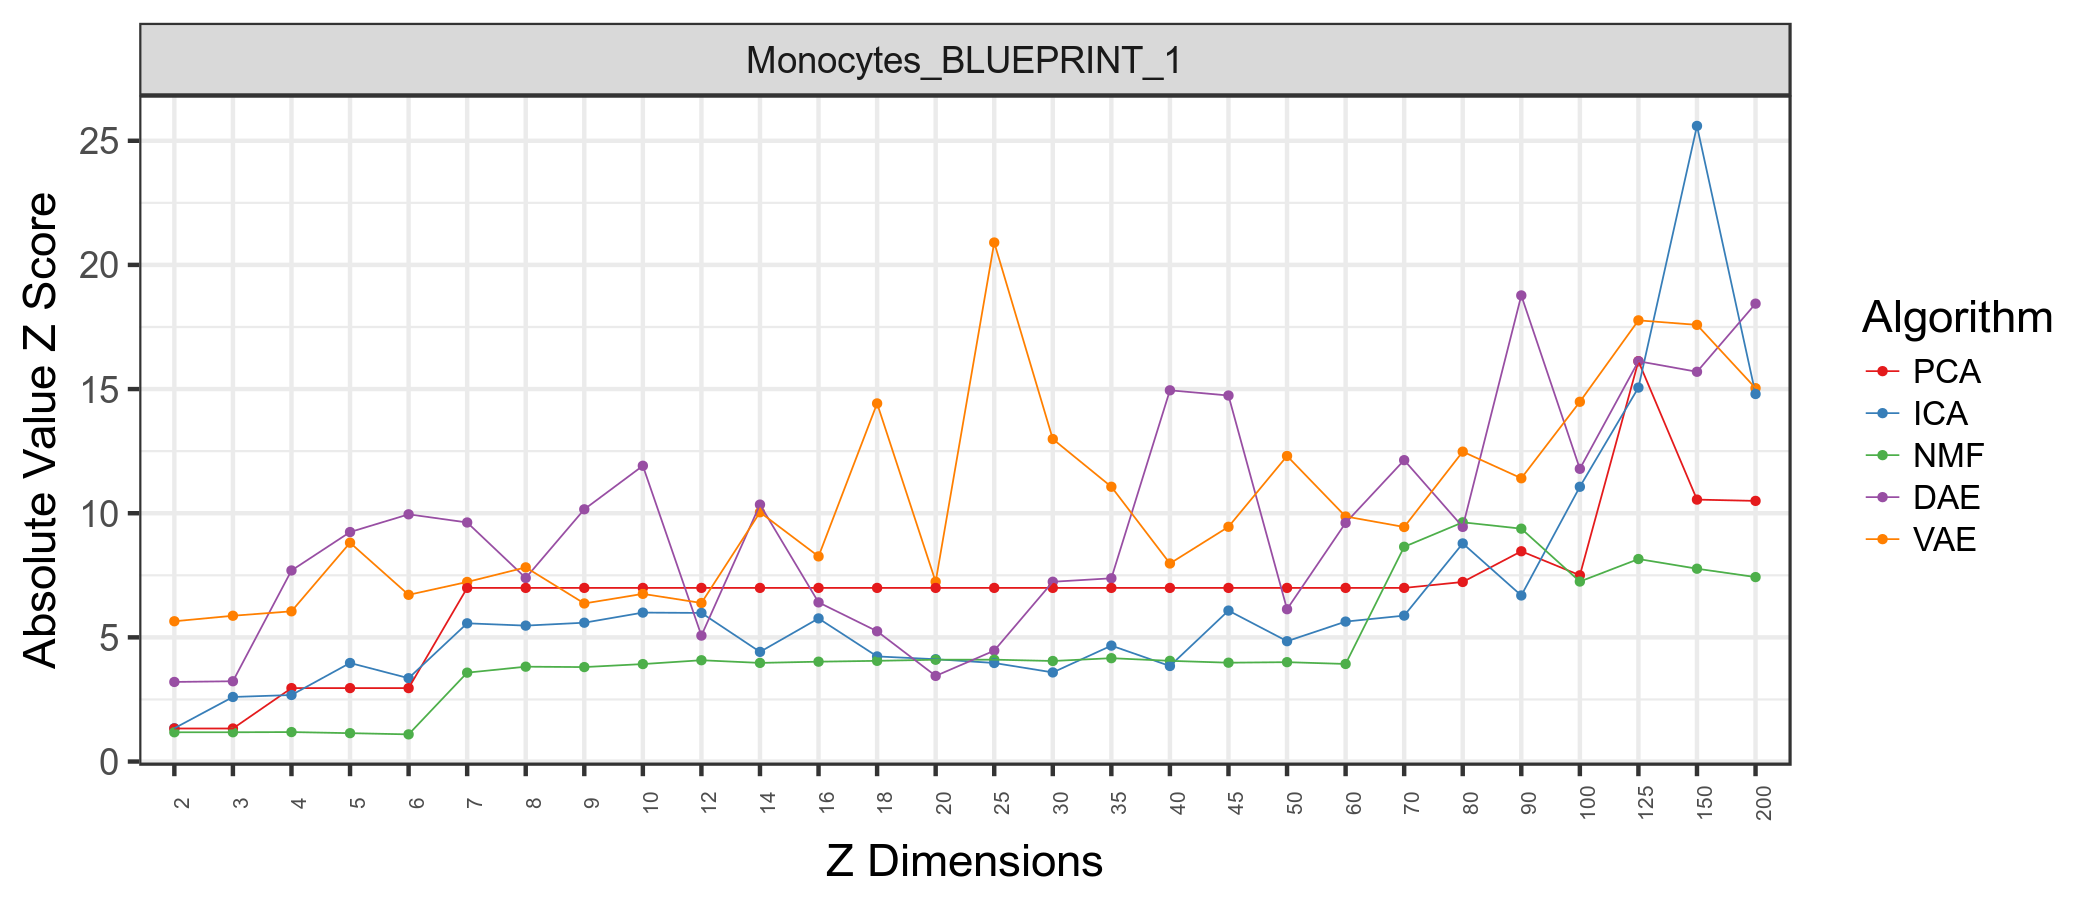 Monocytes_BLUEPRINT_1
Absolute Value Z Score
25
20
15
10
5
0
2 3 4 5 6 7 8 9 10 12 14 16 18 20 25 30 35 40 45 50 60 70 80 90 100 125 150 200
Z Dimensions
Algorithm
PCA
ICA
NMF
DAE
VAE